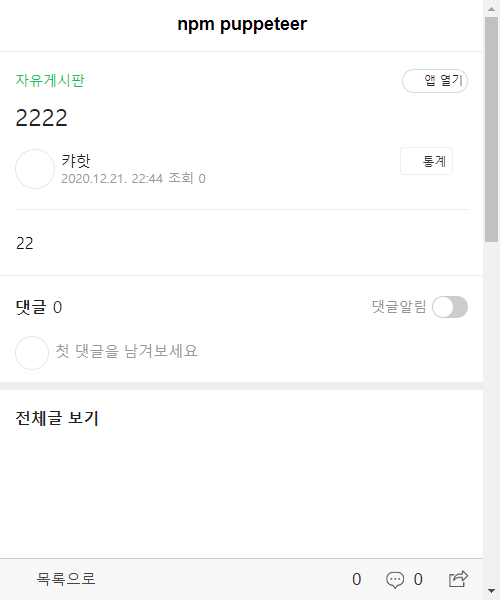 npm puppeteer
자유게시판 앱 열기
2222
캬핫 통계
2020.12.21. 22:44 조회 0
22
댓글 0 댓글알림
첫 댓글을 남겨보세요
전체글 보기
목록으로 0 0